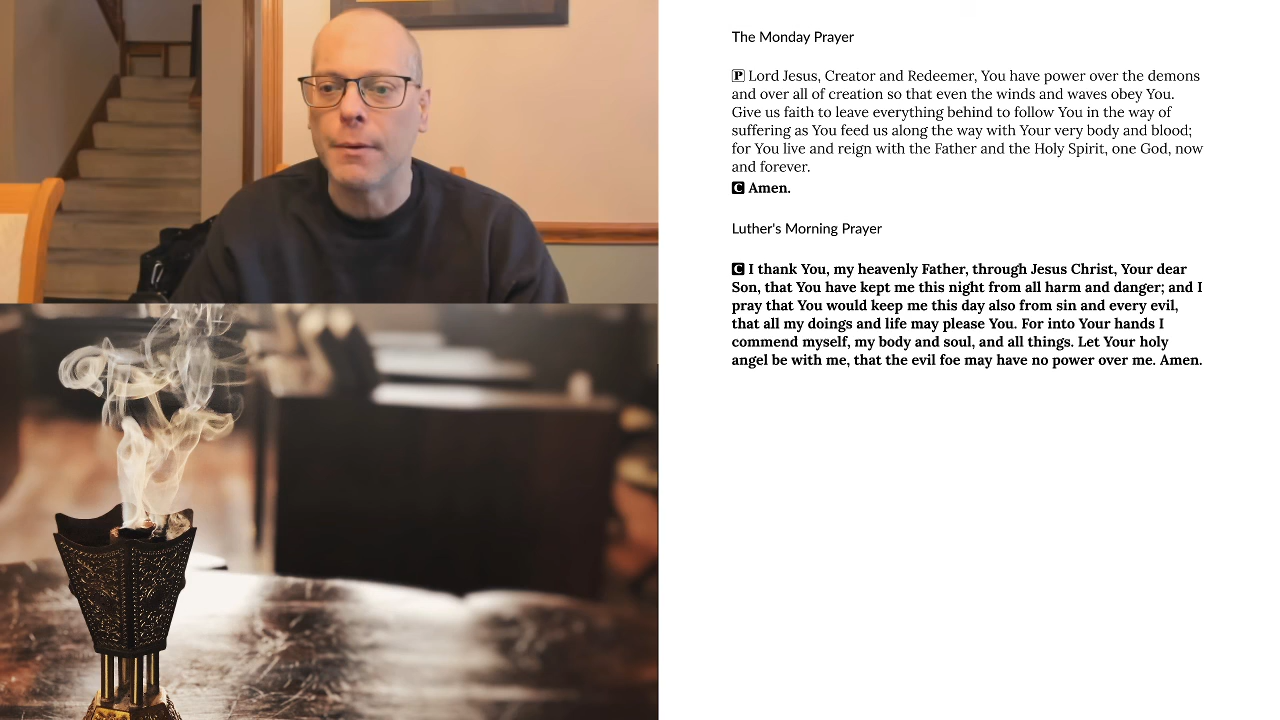 The Monday Prayer
P Lord Jesus, Creator and Redeemer, You have power over the demons
and over all of creation so that even the winds and waves obey You.
Give us faith to leave everything behind to follow You in the way of
suffering as You feed us along the way with Your very body and blood;
for You live and reign with the Father and the Holy Spirit, one God, now
and forever.
C Amen.
Luther's Morning Prayer
C I thank You, my heavenly Father, through Jesus Christ, Your dear
Son, that You have kept me this night from all harm and danger; and I
pray that You would keep me this day also from sin and every evil,
that all my doings and life may please You. For into Your hands I
commend myself, my body and soul, and all things. Let Your holy
angel be with me, that the evil foe may have no power over me. Amen.